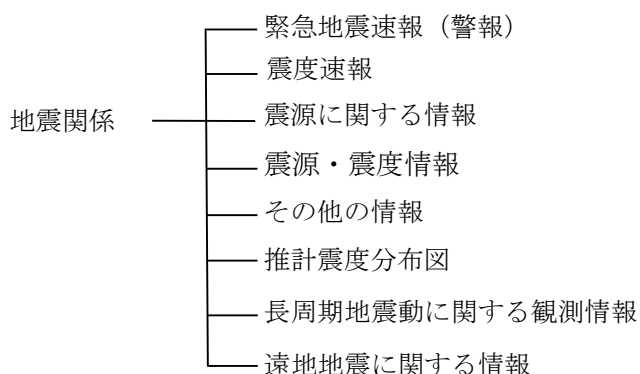 緊急地震速報（警報）
震度速報
地震関係
震源に関する情報
震源・震度情報
その他の情報
推計震度分布図
長周期地震動に関する観測情報
遠地地震に関する情報